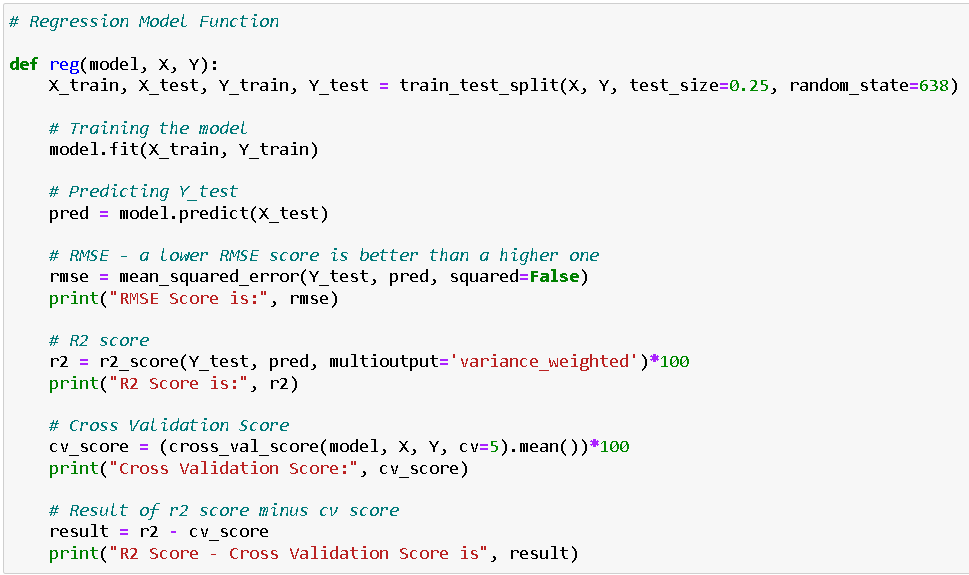 # Regression Model Function

def reg(model, X, Y):
    X_train, X_test, Y_train, Y_test = train_test_split(X, Y, test_size=0.25, random_state=638)

    # Training the model
    model.fit(X_train, Y_train)

    # Predicting Y_test
    pred = model.predict(X_test)

    # RMSE - a lower RMSE score is better than a higher one
    rmse = mean_squared_error(Y_test, pred, squared=False)
    print("RMSE Score is:", rmse)

    # R2 score
    r2 = r2_score(Y_test, pred, multioutput='variance_weighted')*100
    print("R2 Score is:", r2)

    # Cross Validation Score
    cv_score = (cross_val_score(model, X, Y, cv=5).mean())*100
    print("Cross Validation Score:", cv_score)

    # Result of r2 score minus cv score
    result = r2 - cv_score
    print("R2 Score - Cross Validation Score is", result)